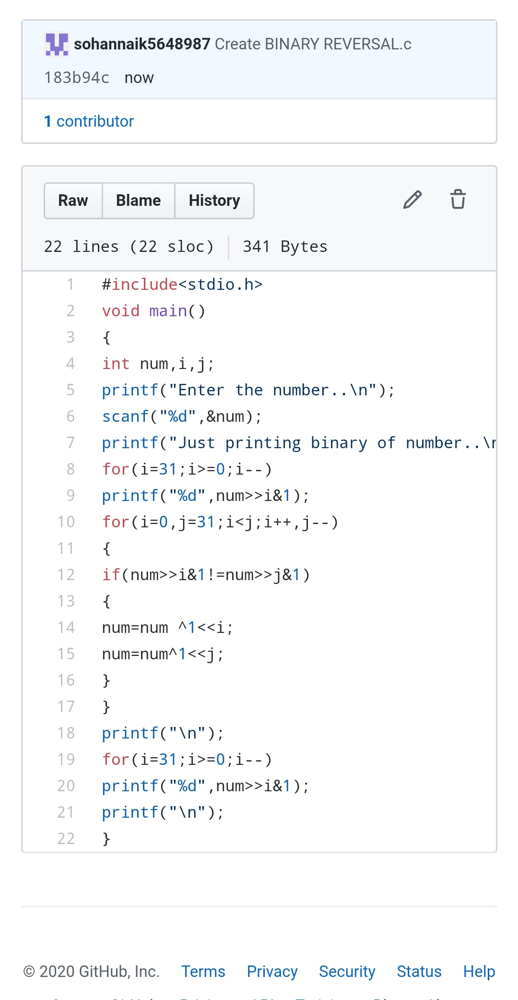 sohannaik5648987 Create BINARY REVERSAL.c
183b94c now
1 contributor
Raw Blame History
22 lines (22 sloc) 341 Bytes
1 #include<stdio.h>
2 void main()
3 {
4 int num,i,j;
5 printf("Enter the number..\n");
6 scanf("%d",&num);
7 printf("Just printing binary of number..\n
8 for(i=31;i>=0;i--)
9 printf("%d",num>>i&1);
10 for(i=0,j=31;i<j;i++,j--)
11 {
12 if(num>>i&1!=num>>j&1)
13 {
14 num=num ^1<<i;
15 num=num^1<<j;
16 }
17 }
18 printf("\n");
19 for(i=31;i>=0;i--)
20 printf("%d",num>>i&1);
21 printf("\n");
22 }
© 2020 GitHub, Inc. Terms Privacy Security Status Help